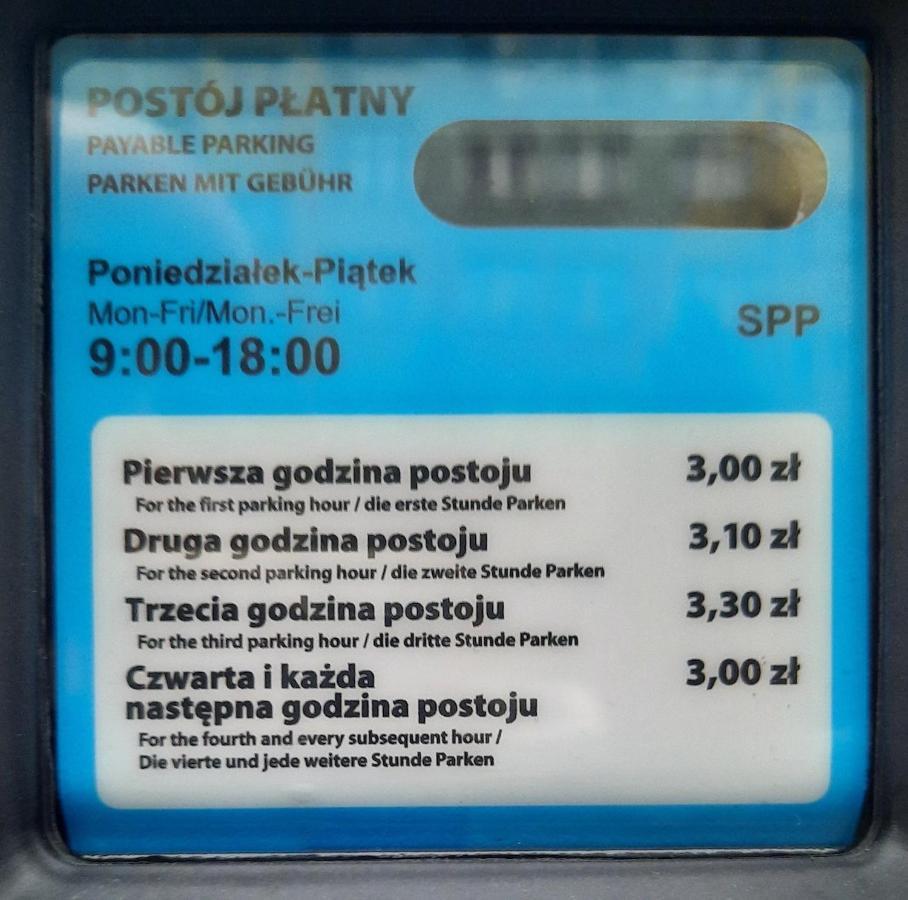 POSTÓJ PŁATNY
PAYABLE PARKING
PARKEN MIT GEBÜHR
Poniedziałek-Piątek
Mon-Fri/Mon.-Frei
9:00-18:00
SPP
Pierwsza godzina postoju 3,00 zł
For the first parking hour / die erste Stunde Parken
Druga godzina postoju 3,10 zł
For the second parking hour / die zweite Stunde Parken
Trzecia godzina postoju 3,30 zł
For the third parking hour / die dritte Stunde Parken
Czwarta i każda 3,00 zł
następna godzina postoju
For the fourth and every subsequent hour /
Die vierte und jede weitere Stunde Parken